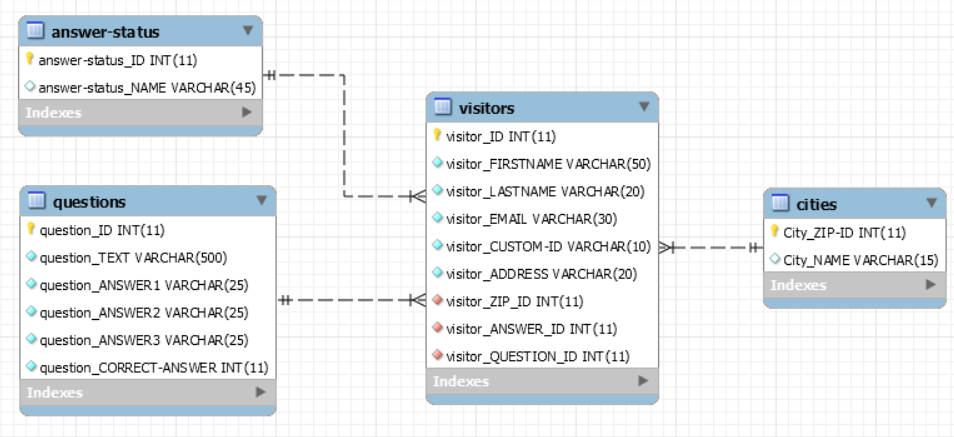 answer-status
answer-status_ID INT(11)
answer-status_NAME VARCHAR(45)
Indexes
questions
question_ID INT(11)
question_TEXT VARCHAR(500)
question_ANSWER1 VARCHAR(25)
question_ANSWER2 VARCHAR(25)
question_ANSWER3 VARCHAR(25)
question_CORRECT-ANSWER INT(11)
Indexes
visitors
visitor_ID INT(11)
visitor_FIRSTNAME VARCHAR(50)
visitor_LASTNAME VARCHAR(20)
visitor_EMAIL VARCHAR(30)
visitor_CUSTOM-ID VARCHAR(10)
visitor_ADDRESS VARCHAR(20)
visitor_ZIP_ID INT(11)
visitor_ANSWER_ID INT(11)
visitor_QUESTION_ID INT(11)
Indexes
cities
City_ZIP-ID INT(11)
City_NAME VARCHAR(15)
Indexes